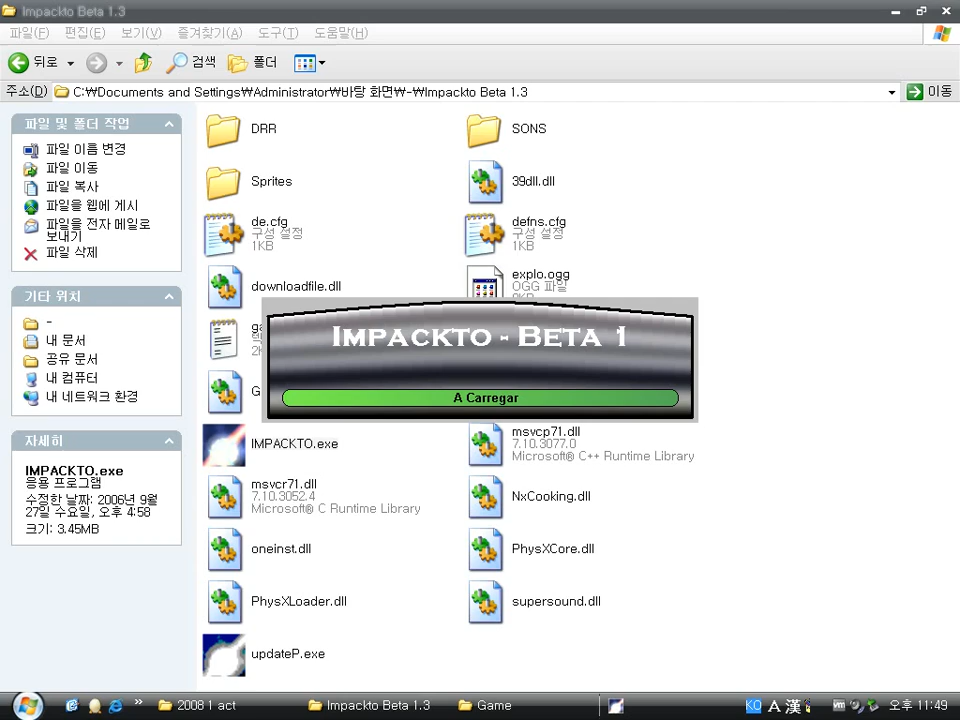 Impackto Beta 1.3
파일(F) 편집(E) 보기(V) 즐겨찾기(A) 도구(T) 도움말(H)
뒤로 검색 폴더
주소(D) C:₩Documents and Settings₩Administrator₩바탕 화면₩-₩Impackto Beta 1.3 이동
파일 및 폴더 작업
파일 이름 변경
파일 이동
파일 복사
파일을 웹에 게시
파일을 전자 메일로
보내기
파일 삭제
기타 위치
-
내 문서
공유 문서
내 컴퓨터
내 네트워크 환경
자세히
IMPACKTO.exe
응용 프로그램
수정한 날짜: 2006년 9월
27일 수요일, 오후 4:58
크기: 3.45MB
DRR
SONS
Sprites
39dll.dll
de.cfg
구성 설정
1KB
defns.cfg
구성 설정
1KB
downloadfile.dll
explo.ogg
OGG 파일
Impackto - Beta 1
A Carregar
IMPACKTO.exe
msvcp71.dll
7.10.3077.0
Microsoft® C++ Runtime Library
msvcr71.dll
7.10.3052.4
Microsoft® C Runtime Library
NxCooking.dll
oneinst.dll
PhysXCore.dll
PhysXLoader.dll
supersound.dll
updateP.exe
2008 1 act
Impackto Beta 1.3
Game
KO A 漢 오후 11:49